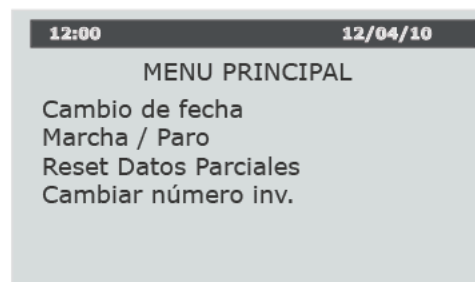 12:00 12/04/10
MENU PRINCIPAL
Cambio de fecha
Marcha / Paro
Reset Datos Parciales
Cambiar número inv.